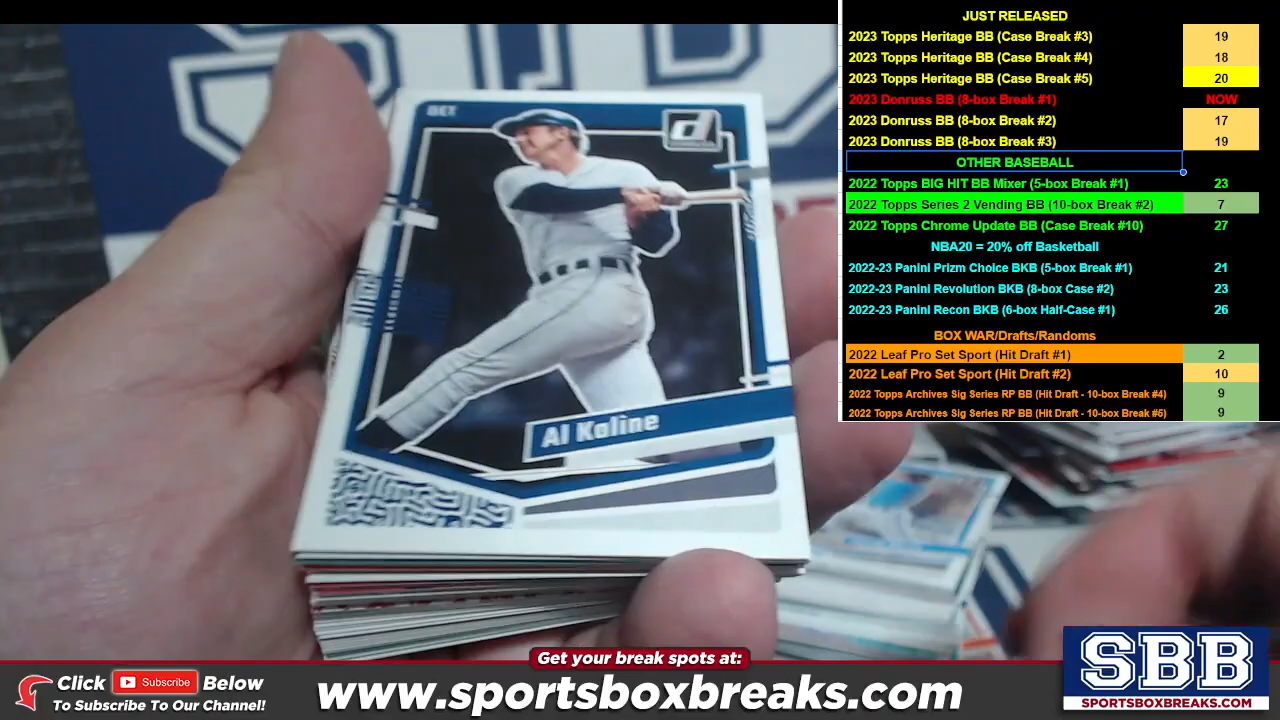 JUST RELEASED
2023 Topps Heritage BB (Case Break #3) 19
2023 Topps Heritage BB (Case Break #4) 18
2023 Topps Heritage BB (Case Break #5) 20
2023 Donruss BB (8-box Break #1) NOW
2023 Donruss BB (8-box Break #2) 17
2023 Donruss BB (8-box Break #3) 19
OTHER BASEBALL
2022 Topps BIG HIT BB Mixer (5-box Break #1) 23
2022 Topps Series 2 Vending BB (10-box Break #2) 7
2022 Topps Chrome Update BB (Case Break #10) 27
NBA20 = 20% off Basketball
2022-23 Panini Prizm Choice BKB (5-box Break #1) 21
2022-23 Panini Revolution BKB (8-box Case #2) 23
2022-23 Panini Recon BKB (6-box Half-Case #1) 26
BOX WAR/Drafts/Randoms
2022 Leaf Pro Set Sport (Hit Draft #1) 2
2022 Leaf Pro Set Sport (Hit Draft #2) 10
2022 Topps Archives Sig Series RP BB (Hit Draft - 10-box Break #4) 9
2022 Topps Archives Sig Series RP BB (Hit Draft - 10-box Break #5) 9
DET
d
Al Kaline
Get your break spots at:
Click Subscribe Below
To Subscribe To Our Channel!
www.sportsboxbreaks.com
SBB
SPORTSBOXBREAKS.COM